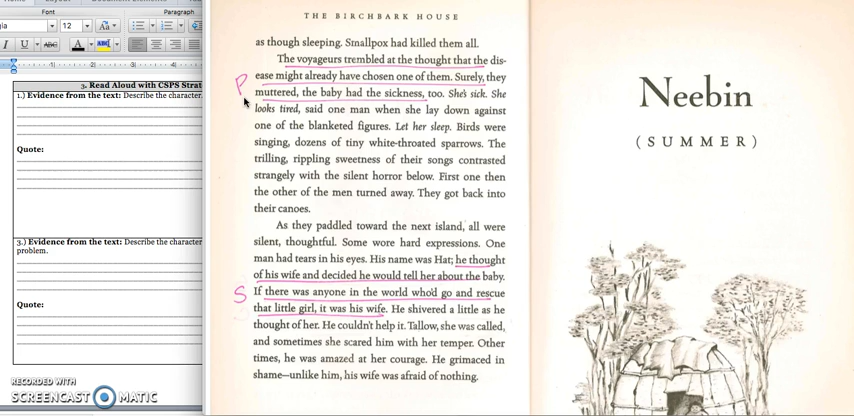 Font
Paragraph
gia
12
Aa
I U ABC
A ABC A
3. Read Aloud with CSPS Strat
1.) Evidence from the text: Describe the character
Quote:
3.) Evidence from the text: Describe the character
problem.
Quote:
RECORDED WITH
SCREENCAST MATIC
THE BIRCHBARK HOUSE
as though sleeping. Smallpox had killed them all.
The voyageurs trembled at the thought that the dis-
P
ease might already have chosen one of them. Surely, they
muttered, the baby had the sickness, too. She's sick. She
looks tired, said one man when she lay down against
one of the blanketed figures. Let her sleep. Birds were
singing, dozens of tiny white-throated sparrows. The
trilling, rippling sweetness of their songs contrasted
strangely with the silent horror below. First one then
the other of the men turned away. They got back into
their canoes.
As they paddled toward the next island, all were
silent, thoughtful. Some wore hard expressions. One
man had tears in his eyes. His name was Hat; he thought
of his wife and decided he would tell her about the baby.
S
If there was anyone in the world who'd go and rescue
that little girl, it was his wife. He shivered a little as he
thought of her. He couldn't help it. Tallow, she was called,
and sometimes she scared him with her temper. Other
times, he was amazed at her courage. He grimaced in
shame—unlike him, his wife was afraid of nothing.
Neebin
(SUMMER)